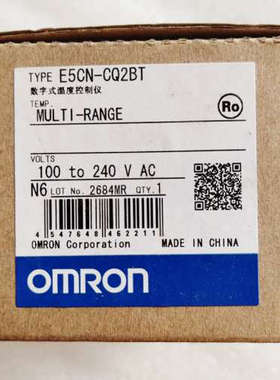 TYPE E5CN-CQ2BT
数字式温度控制仪
TEMP.
MULTI-RANGE
Ro
VOLTS
100 to 240 V AC
N6 LOT No. 2684MR QTY.1
4 547648 462211
OMRON Corporation MADE IN CHINA
OMRON